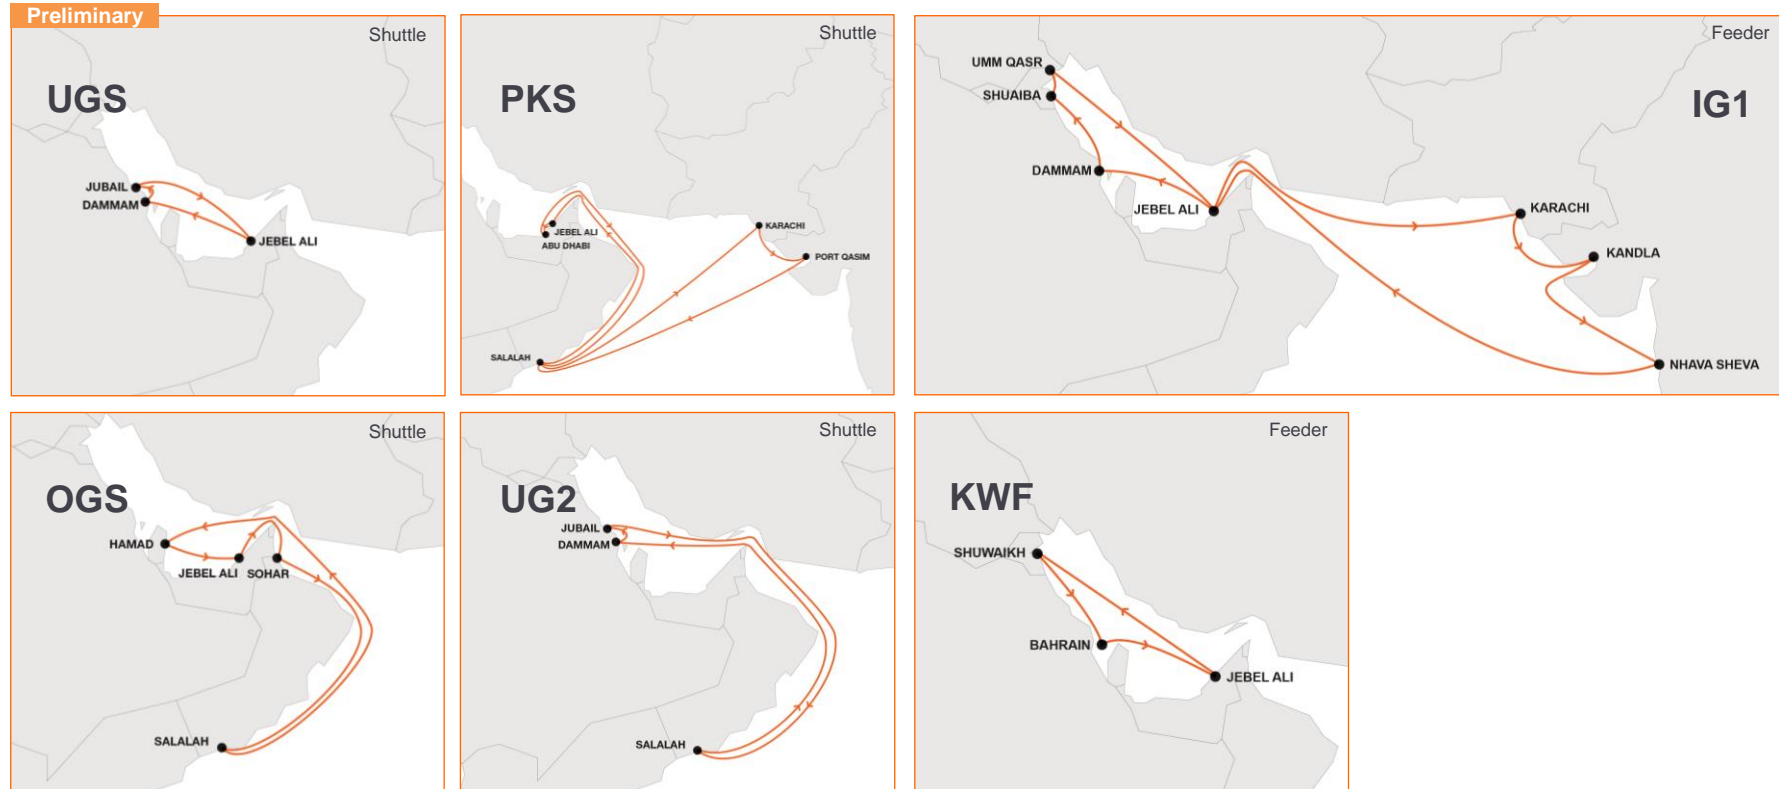 Preliminary
Shuttle
UGS
JUBAIL
DAMMAM
JEBEL ALI
Shuttle
PKS
JEBEL ALI
ABU DHABI
KARACHI
PORT QASIM
SALALAH
Feeder
UMM QASR
SHUAIBA
IG1
DAMMAM
JEBEL ALI
KARACHI
KANDLA
NHAVA SHEVA
Shuttle
OGS
HAMAD
JEBEL ALI
SOHAR
SALALAH
Shuttle
UG2
JUBAIL
DAMMAM
SALALAH
Feeder
KWF
SHUWAIKH
BAHRAIN
JEBEL ALI